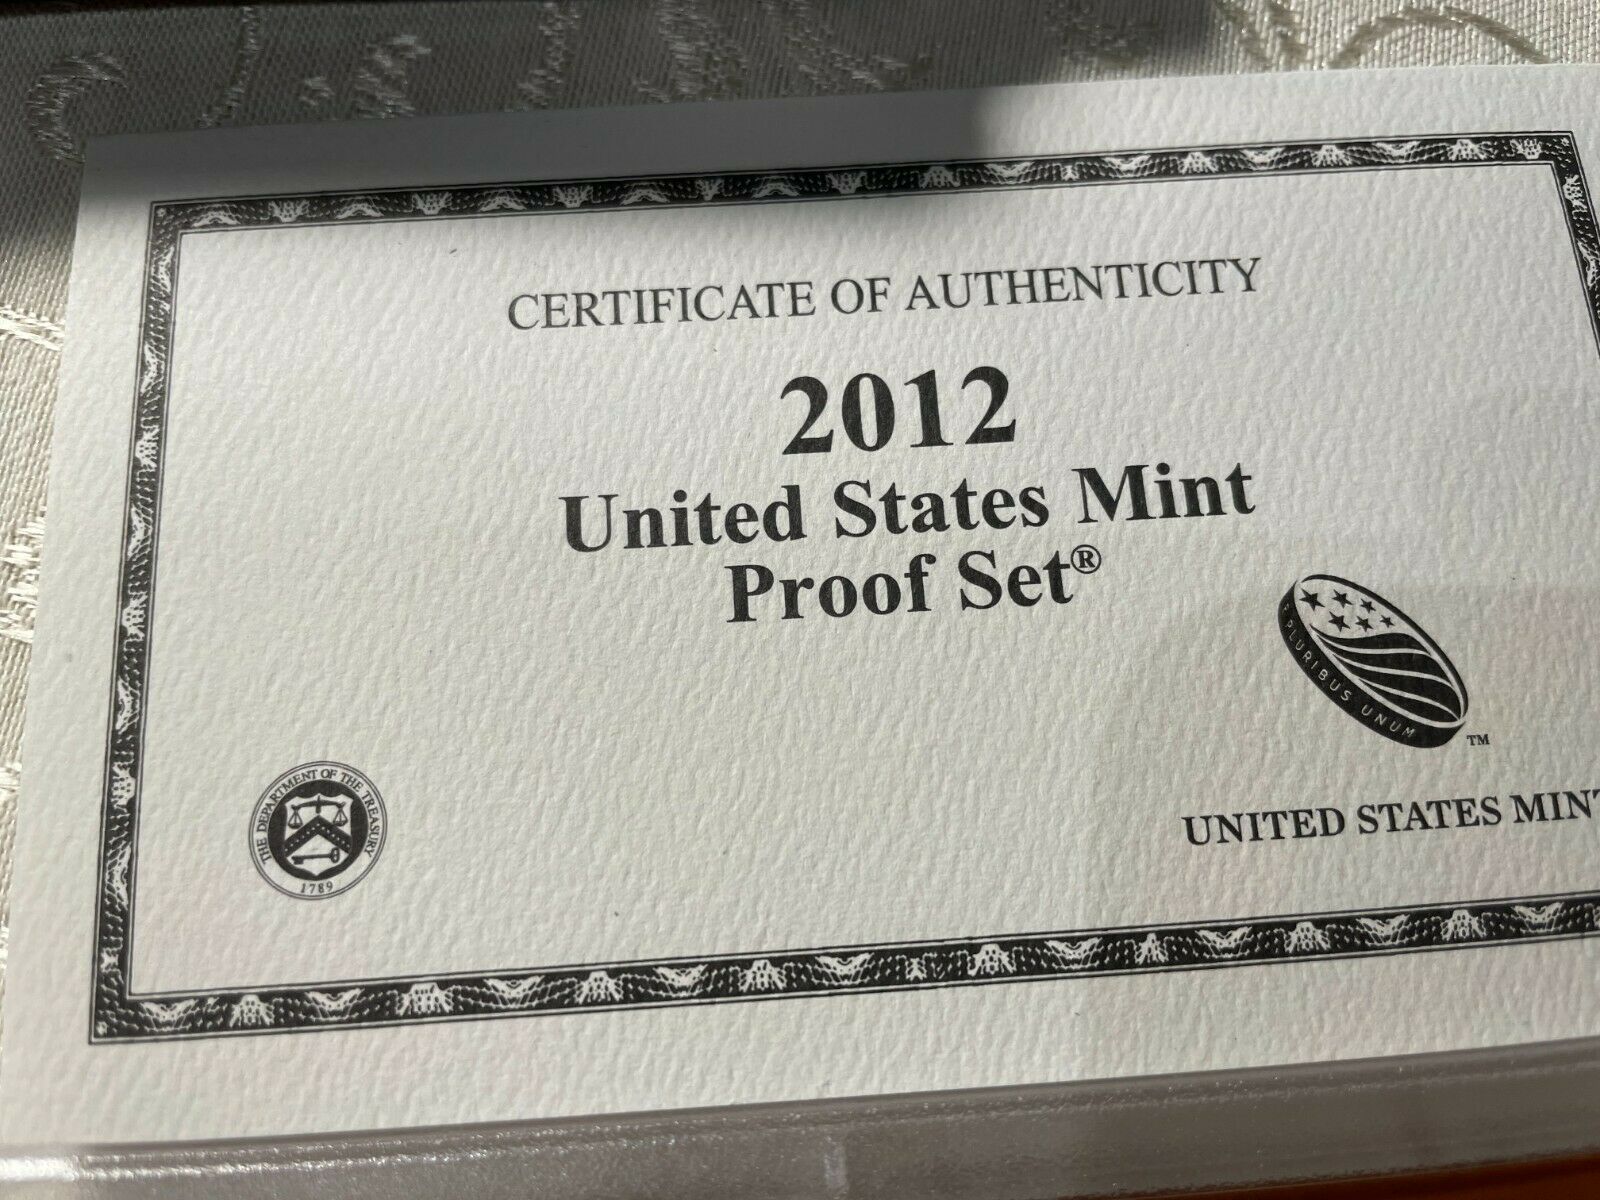 CERTIFICATE OF AUTHENTICITY
2012
United States Mint
Proof Set®
E PLURIBUS UNUM
™
THE DEPARTMENT OF THE TREASURY
1789
UNITED STATES MINT